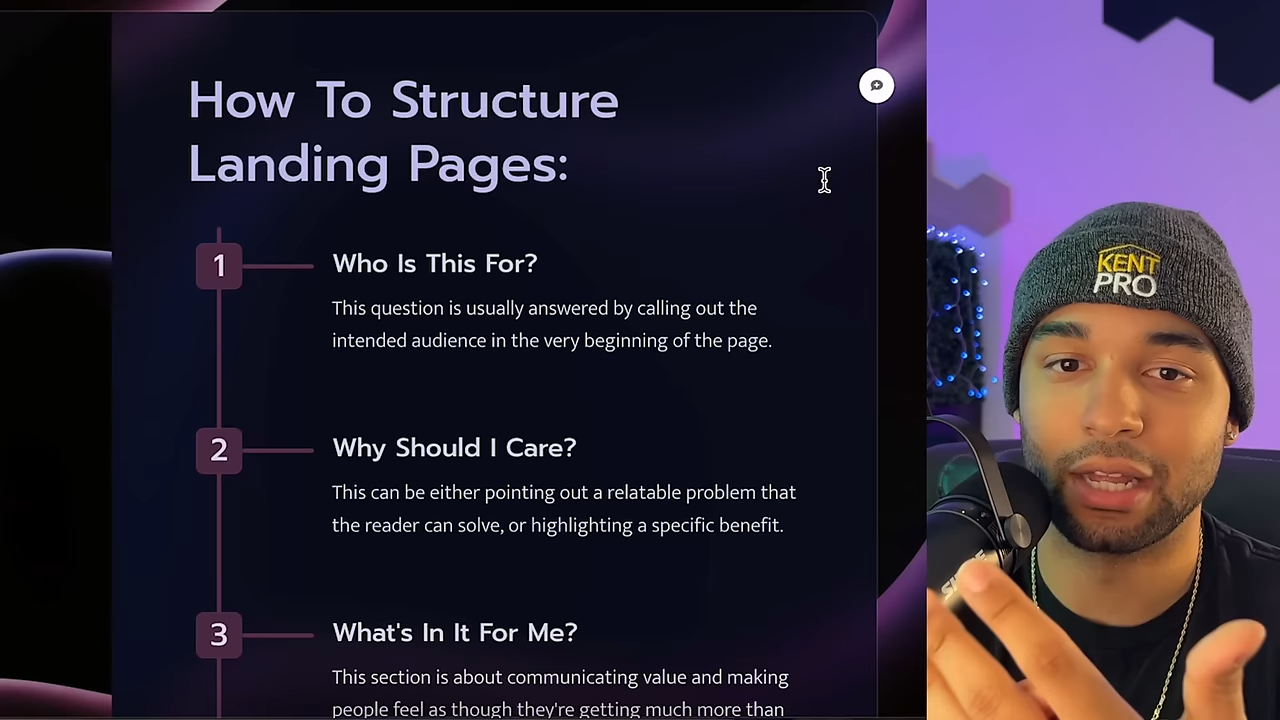 How To Structure
Landing Pages:
1
Who Is This For?
This question is usually answered by calling out the
intended audience in the very beginning of the page.
2
Why Should I Care?
This can be either pointing out a relatable problem that
the reader can solve, or highlighting a specific benefit.
3
What's In It For Me?
This section is about communicating value and making
people feel as though they're getting much more than
KENT
PRO